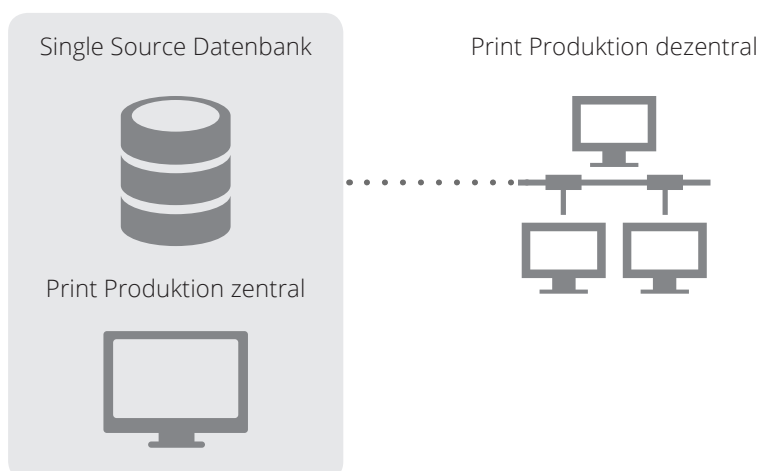 Single Source Datenbank
Print Produktion zentral
Print Produktion dezentral